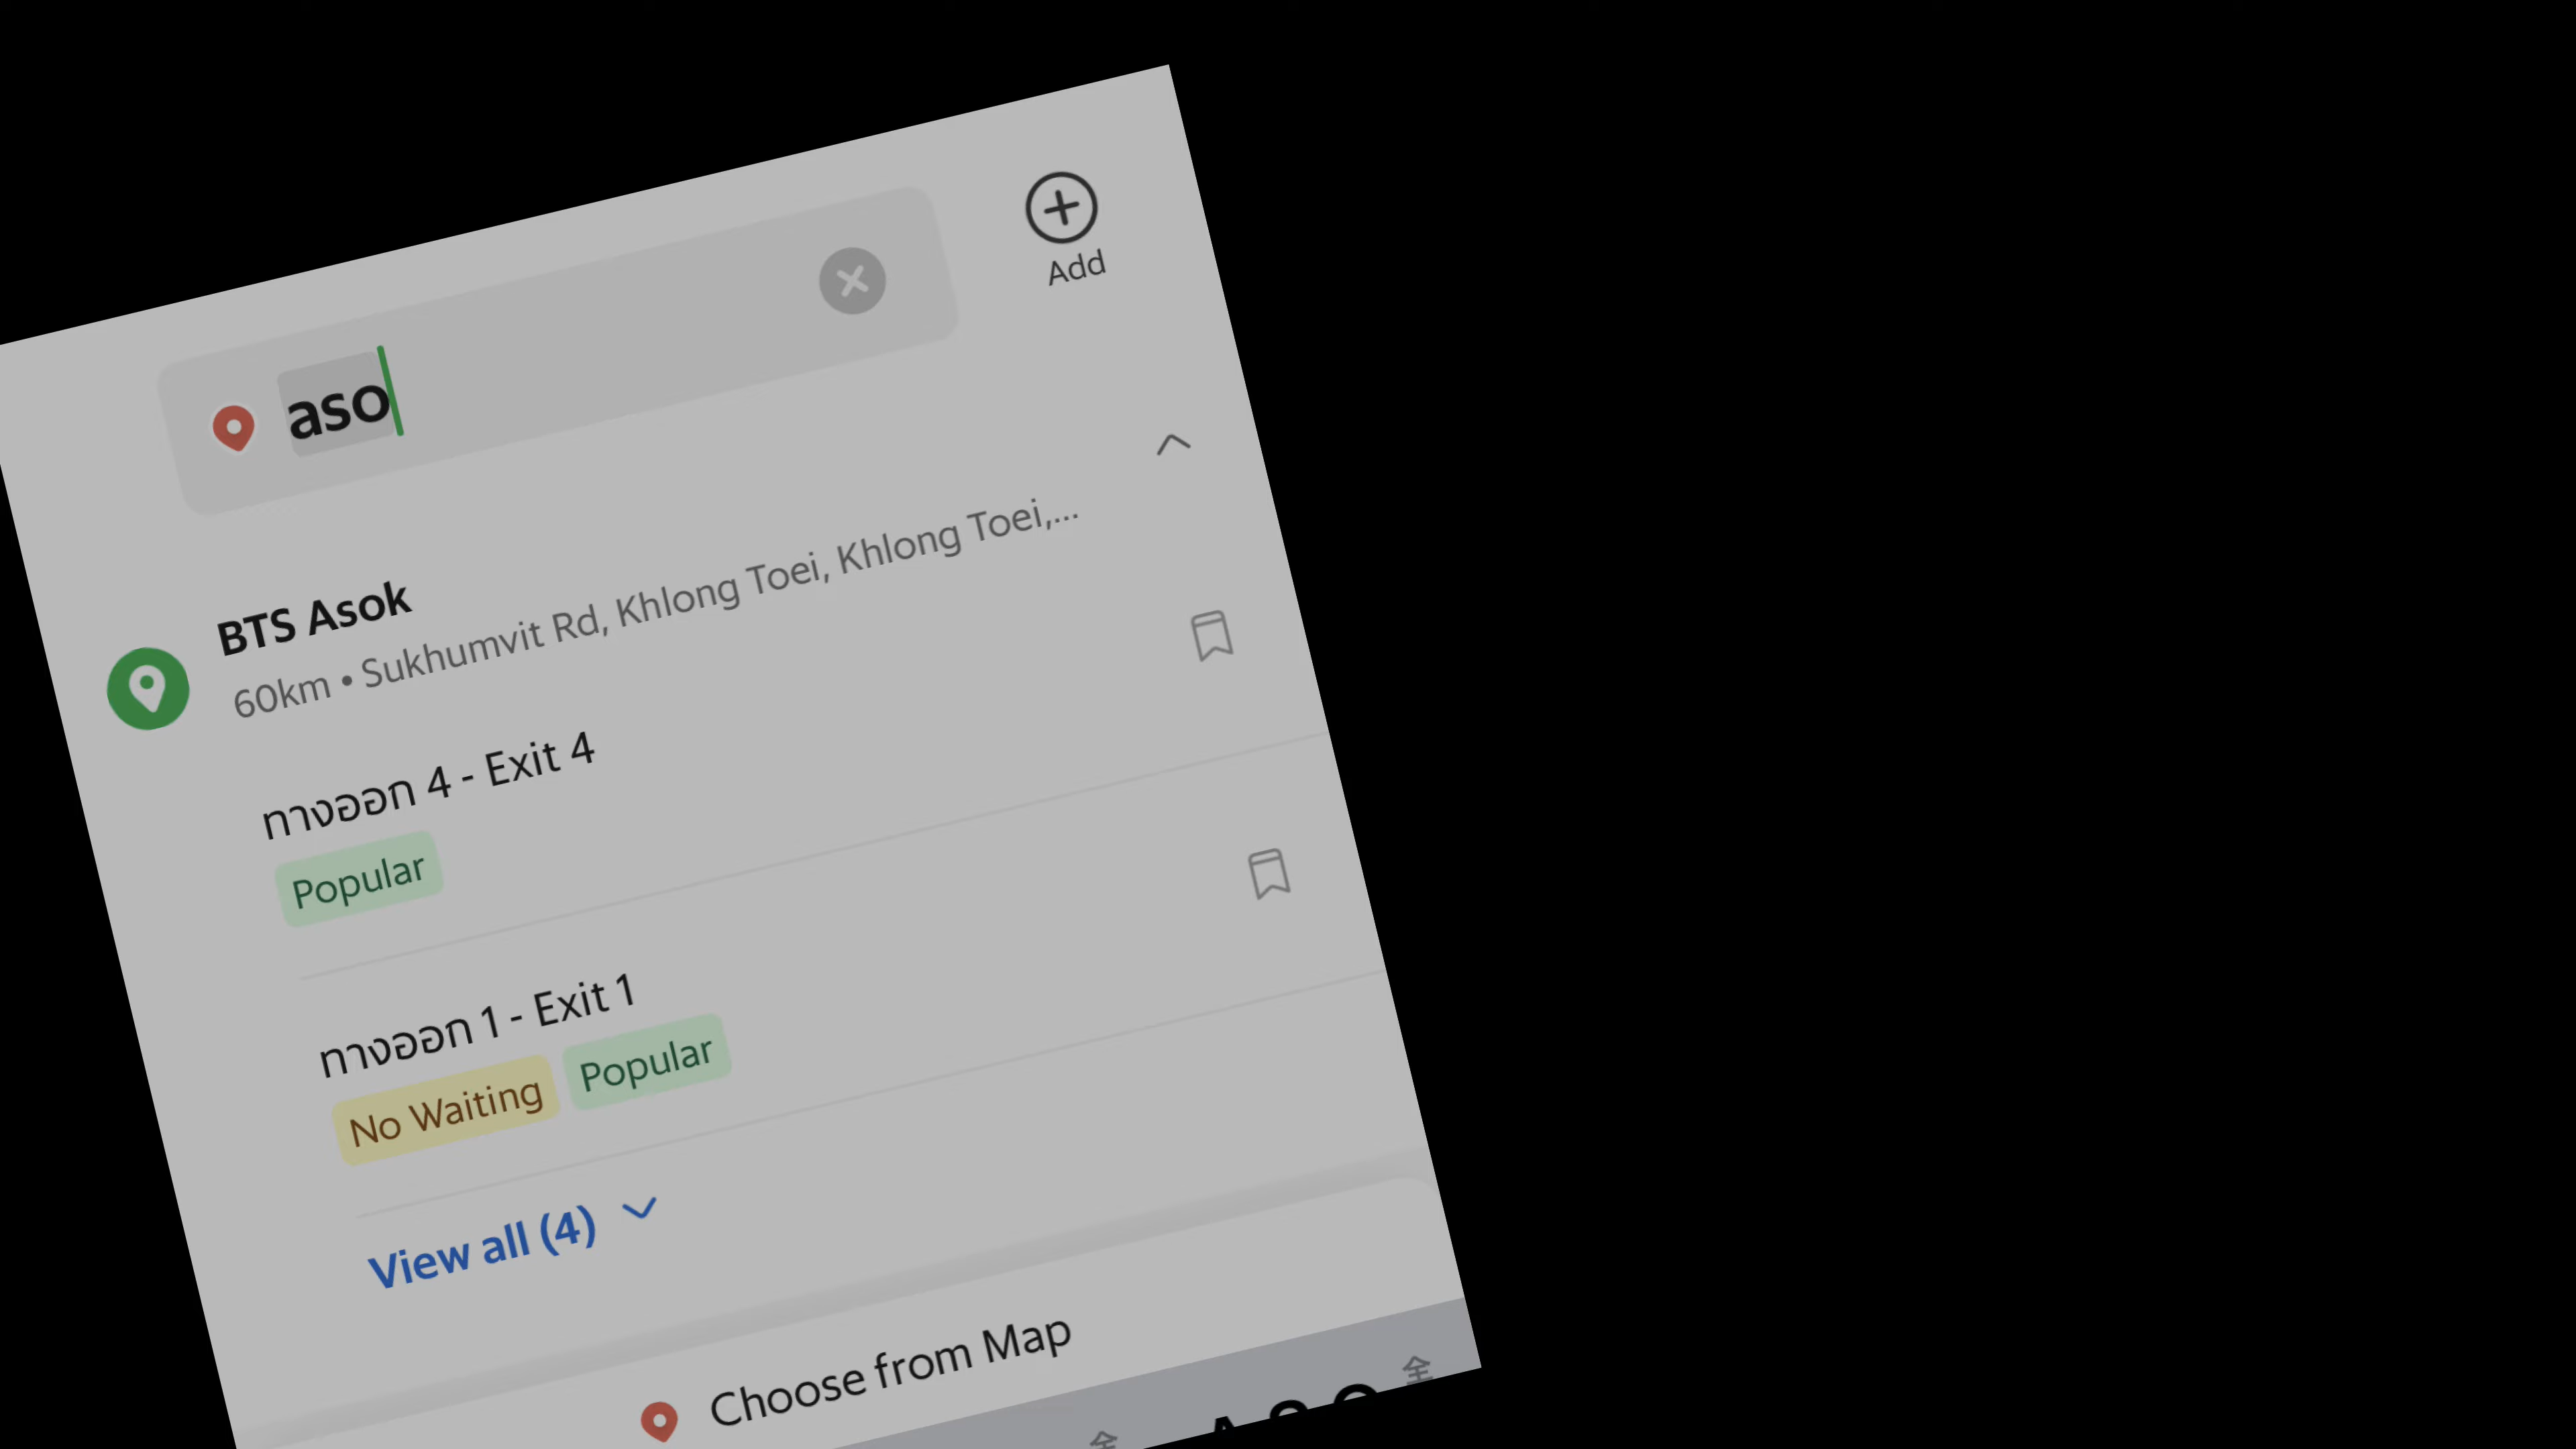 Add
aso
BTS Asok
60km • Sukhumvit Rd, Khlong Toei, Khlong Toei,...
ทางออก 4 - Exit 4
Popular
ทางออก 1 - Exit 1
No Waiting Popular
View all (4)
Choose from Map